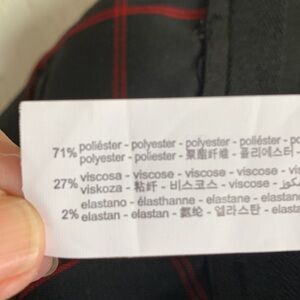 71% poliéster - polyester - polyester - poliéster - po
polyester - poliester - 聚酯纤维 - 폴리에스터 -
27% viscosa - viscose - viscose - viscose - vis
viskoza - 粘纤 - 비스코스 - viscose -
elastano - élasthanne - elastane - elasta
2% elastan - elastan - 氨纶 - 엘라스탄 - elast